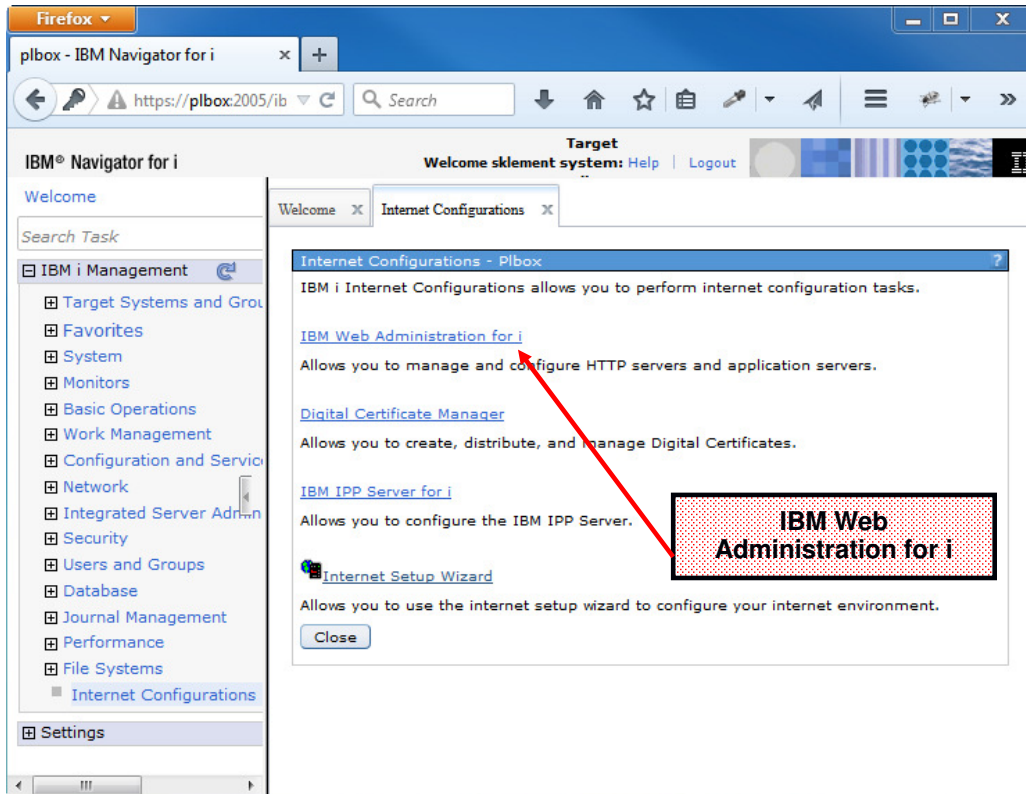 Firefox
plbox - IBM Navigator for i
https://plbox:2005/ib
Search
IBM® Navigator for i
Target
Welcome sklement system: Help | Logout
Welcome
Search Task
IBM i Management
Target Systems and Grou
Favorites
System
Monitors
Basic Operations
Work Management
Configuration and Servic
Network
Integrated Server Admin
Security
Users and Groups
Database
Journal Management
Performance
File Systems
Internet Configurations
Settings
Welcome X Internet Configurations X
Internet Configurations - Plbox ?
IBM i Internet Configurations allows you to perform internet configuration tasks.
IBM Web Administration for i
Allows you to manage and configure HTTP servers and application servers.
Digital Certificate Manager
Allows you to create, distribute, and manage Digital Certificates.
IBM IPP Server for i
Allows you to configure the IBM IPP Server.
Internet Setup Wizard
Allows you to use the internet setup wizard to configure your internet environment.
Close
IBM Web
Administration for i